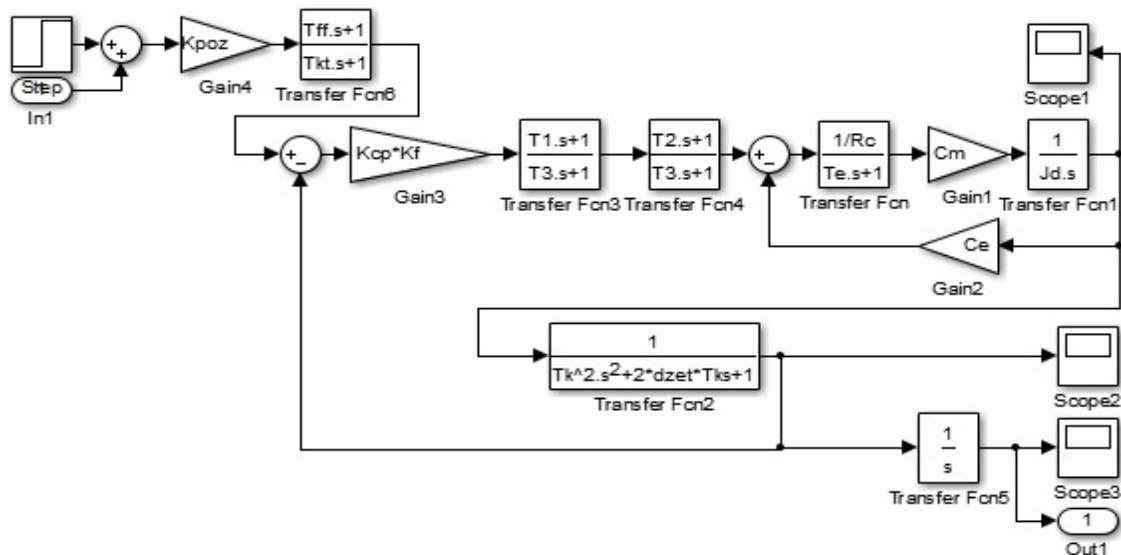 Step
In1
+
+
Kpoz
Gain4
Tff.s+1
Tkt.s+1
Transfer Fcn6
Scope1
+
−
Kcp*Kf
Gain3
T1.s+1
T3.s+1
Transfer Fcn3
T2.s+1
T3.s+1
Transfer Fcn4
+
−
1/Rc
Te.s+1
Transfer Fcn
Cm
Gain1
1
Jd.s
Transfer Fcn1
Ce
Gain2
1
Tk^2.s²+2*dzet*Tks+1
Transfer Fcn2
Scope2
1
s
Transfer Fcn5
Scope3
1
Out1